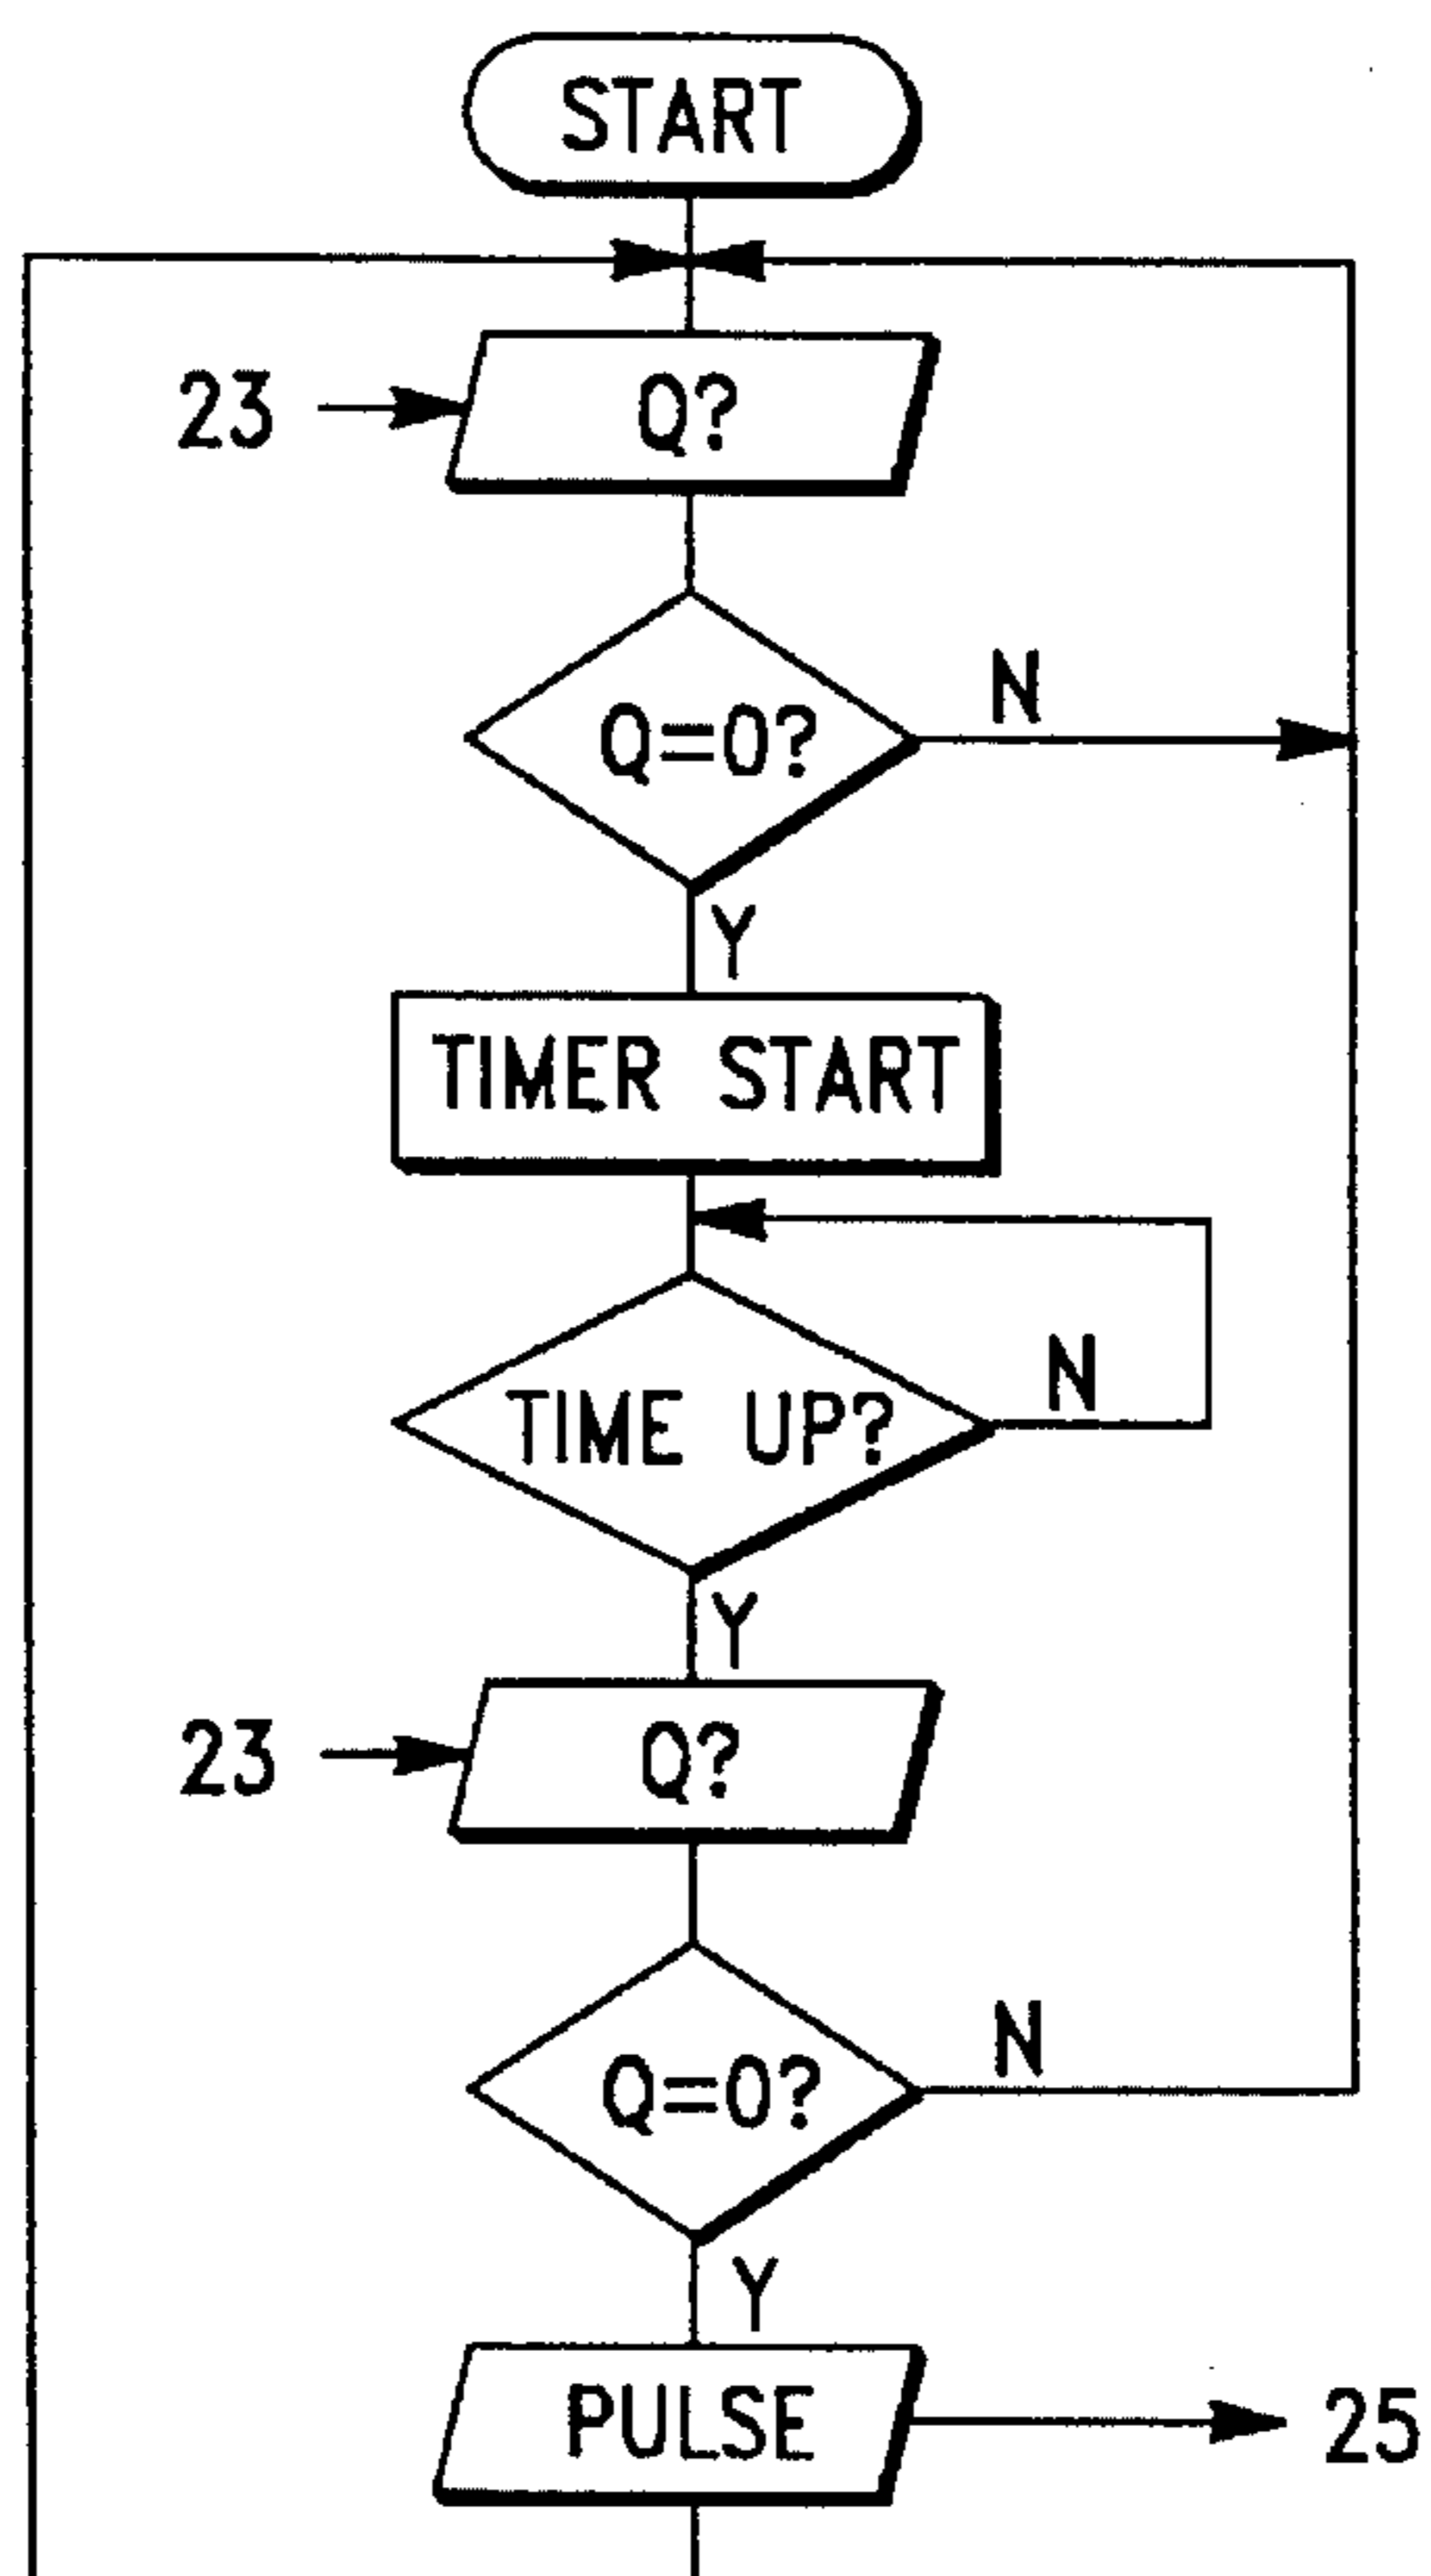 START
23
Q?
Q=0?
N
Y
TIMER START
TIME UP?
N
Y
23
Q?
Q=0?
N
Y
PULSE
25